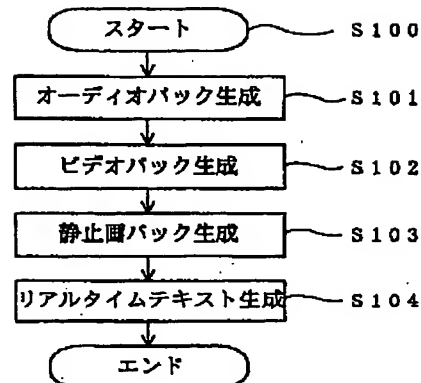 スタート S100
オーディオパック生成 S101
ビデオパック生成 S102
静止画パック生成 S103
リアルタイムテキスト生成 S104
エンド